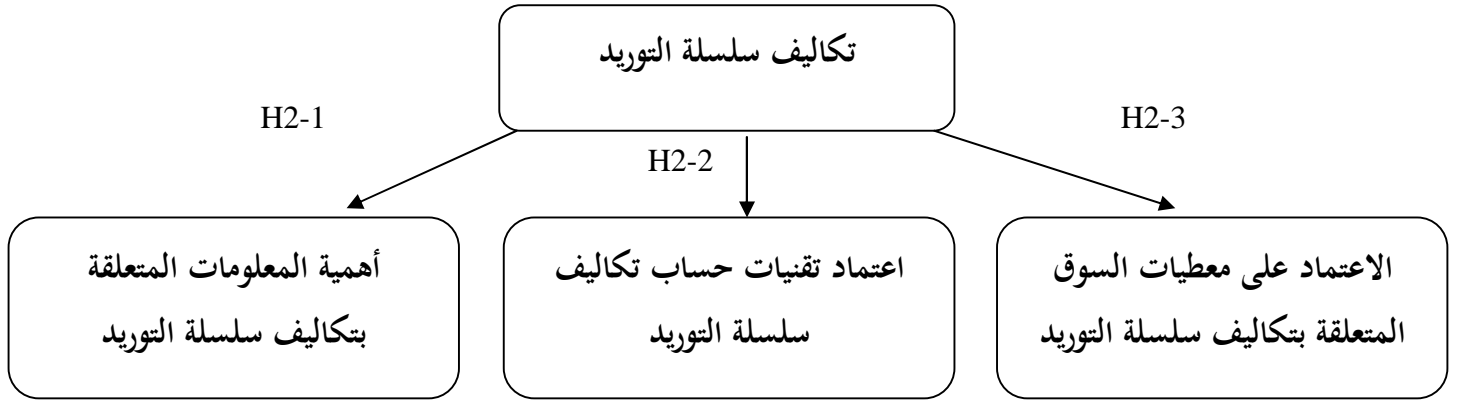 تكاليف سلسلة التوريد
H2-1
H2-3
H2-2
الاعتماد على معطيات السوق
المتعلقة بتكاليف سلسلة التوريد
اعتماد تقنيات حساب تكاليف
سلسلة التوريد
أهمية المعلومات المتعلقة
بتكاليف سلسلة التوريد